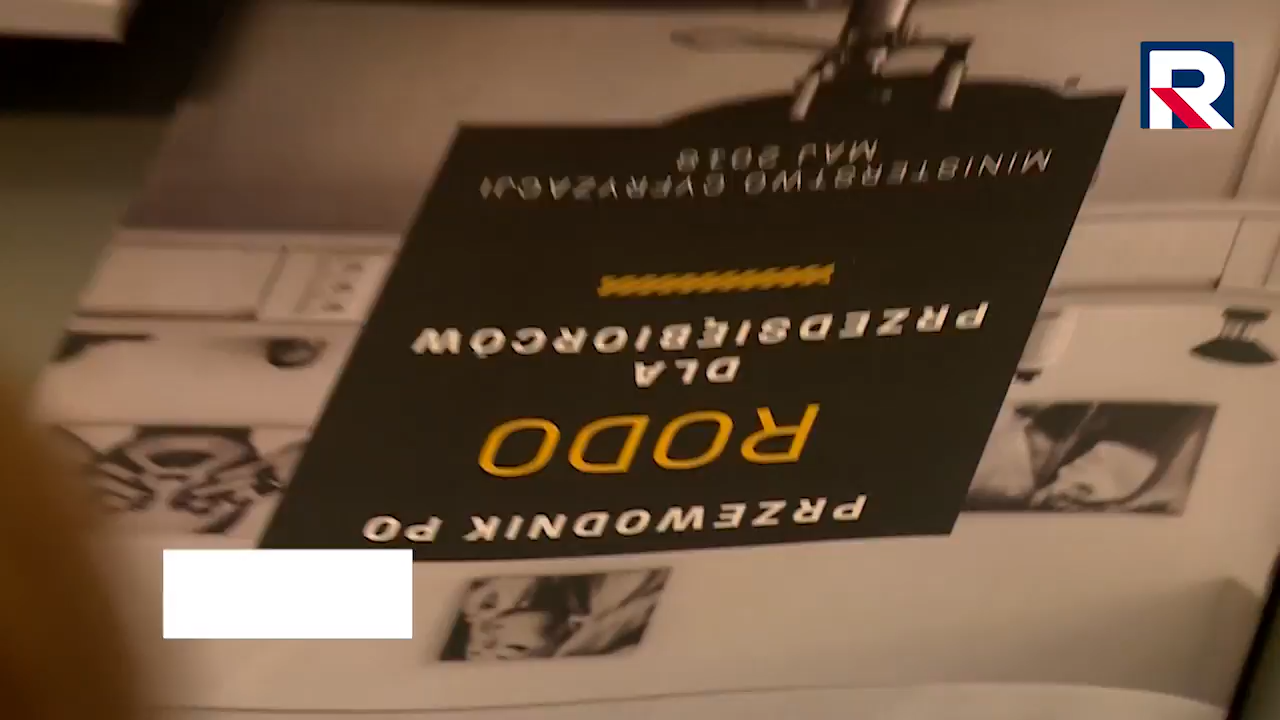 PRZEWODNIK PO
RODO
DLA
PRZEDSIĘBIORCÓW
MINISTERSTWO CYFRYZACJI
MAJ 2018
R